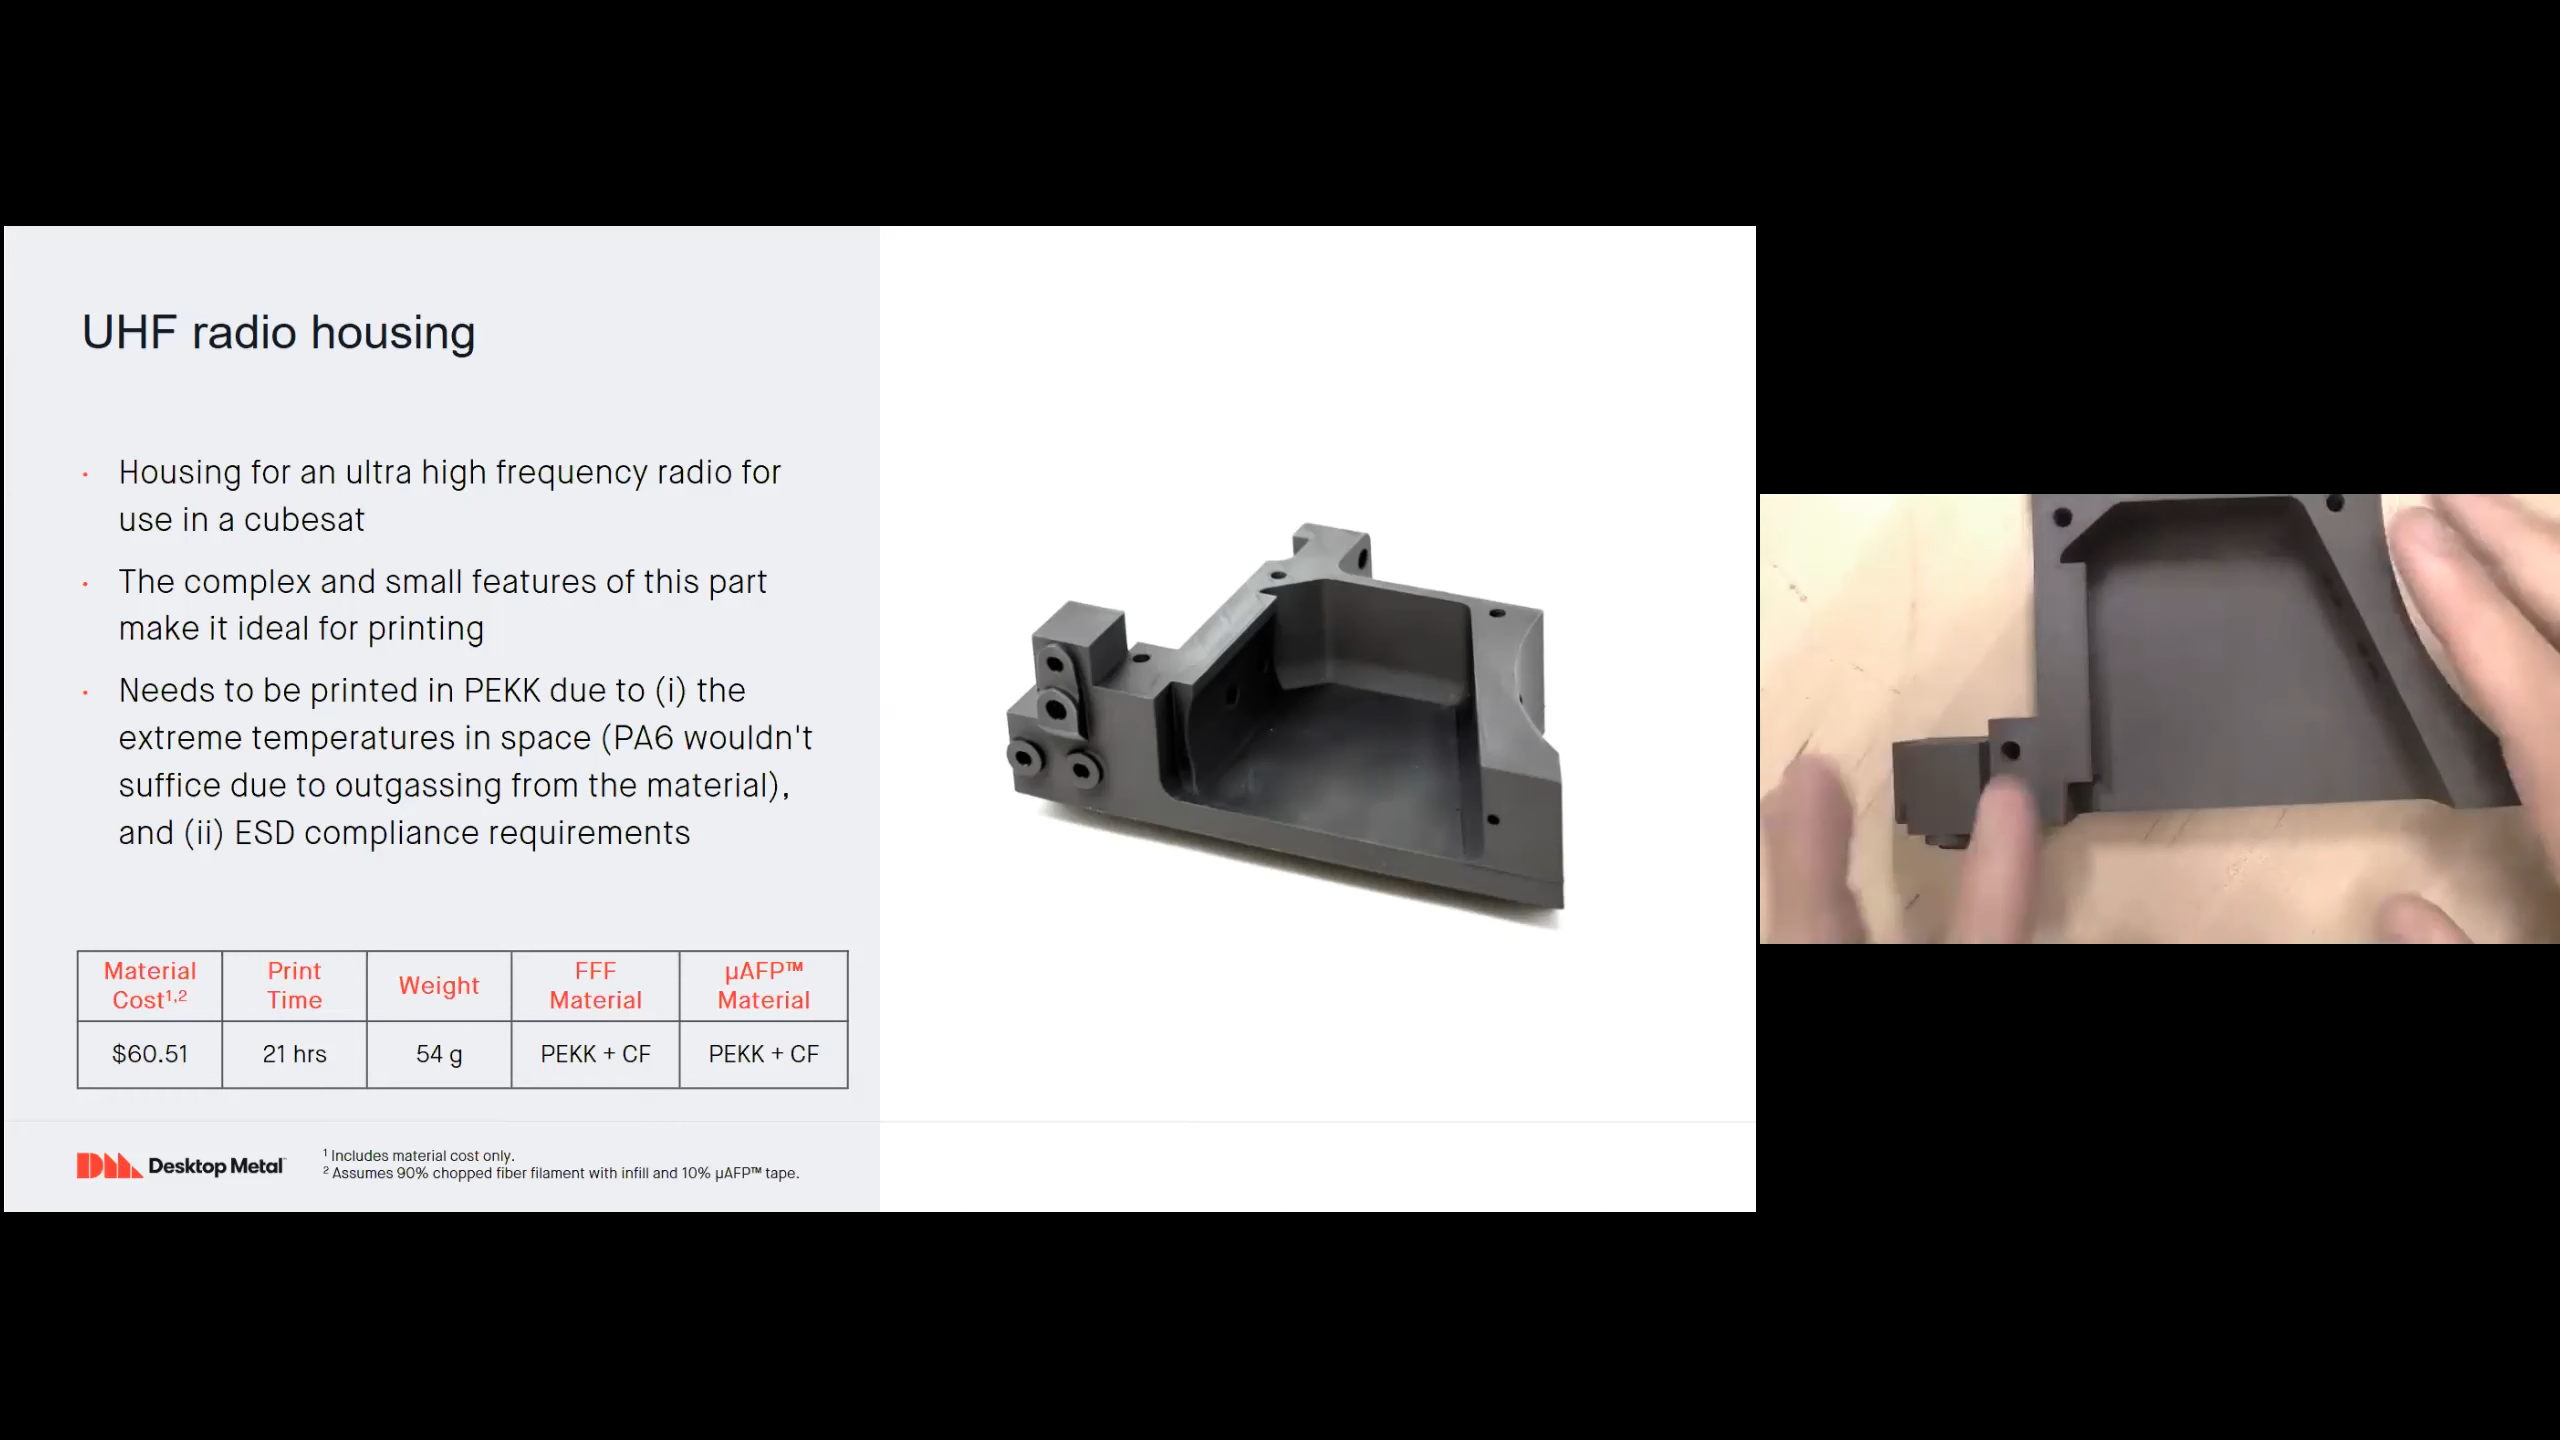 UHF radio housing
· Housing for an ultra high frequency radio for
use in a cubesat
· The complex and small features of this part
make it ideal for printing
· Needs to be printed in PEKK due to (i) the
extreme temperatures in space (PA6 wouldn't
suffice due to outgassing from the material),
and (ii) ESD compliance requirements
Material Cost¹,² Print Time Weight FFF Material µAFP™ Material
$60.51 21 hrs 54 g PEKK + CF PEKK + CF
Desktop Metal
¹ Includes material cost only.
² Assumes 90% chopped fiber filament with infill and 10% µAFP™ tape.